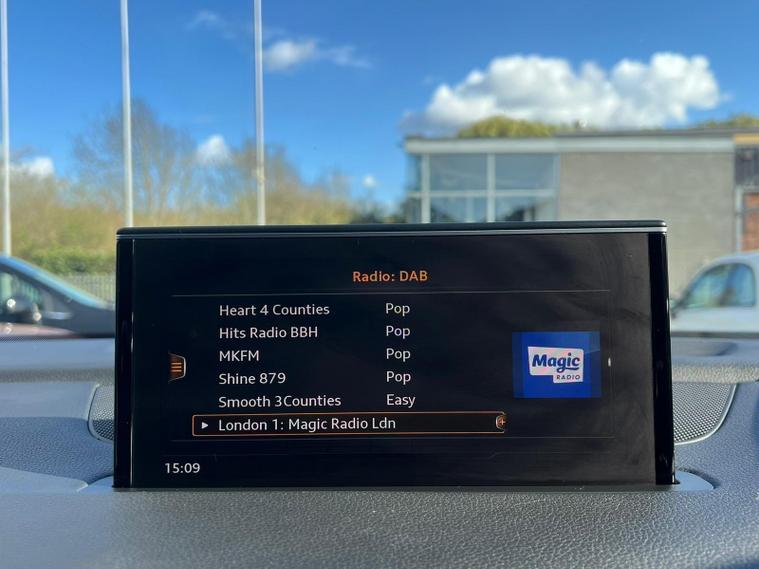 Radio: DAB
Heart 4 Counties Pop
Hits Radio BBH Pop
MKFM Pop
Shine 879 Pop
Smooth 3Counties Easy
London 1: Magic Radio Ldn
Magic
RADIO
15:09